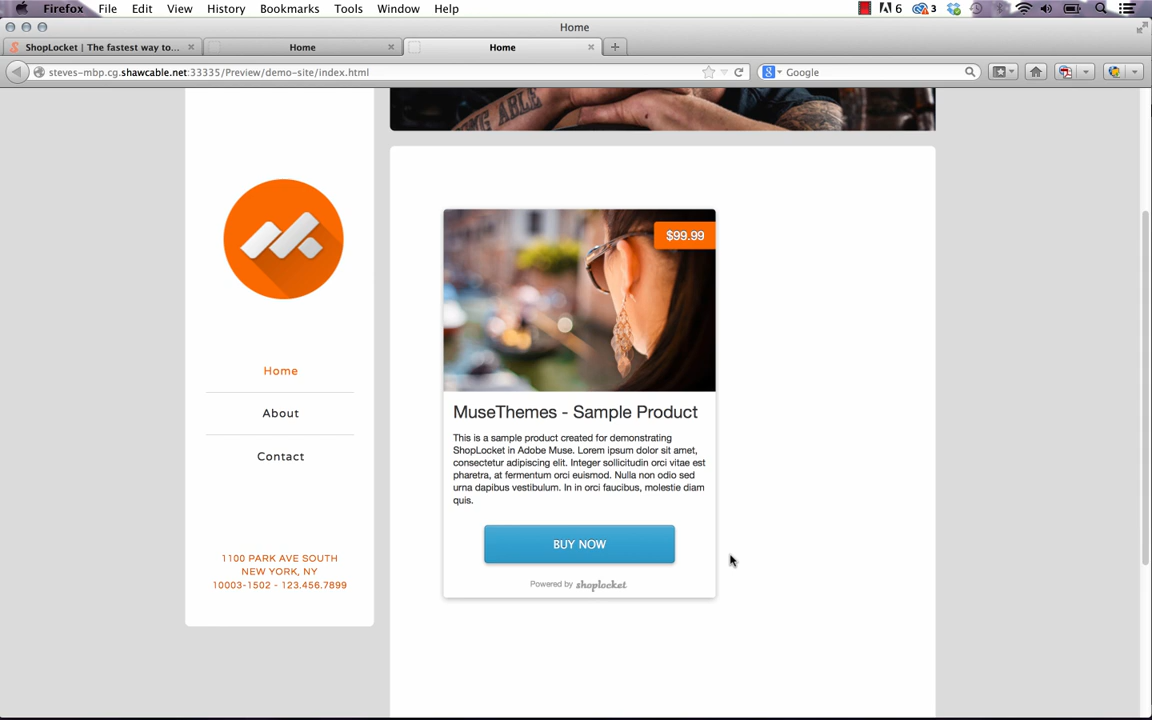 Firefox File Edit View History Bookmarks Tools Window Help 6 3
Home
ShopLocket | The fastest way to... Home Home
steves-mbp.cg.shawcable.net:33335/Preview/demo-site/index.html Google
ABLE
$99.99
MuseThemes - Sample Product
This is a sample product created for demonstrating
ShopLocket in Adobe Muse. Lorem ipsum dolor sit amet,
consectetur adipiscing elit. Integer sollicitudin orci vitae est
pharetra, at fermentum orci euismod. Nulla non odio sed
urna dapibus vestibulum. In in orci faucibus, molestie diam
quis.
BUY NOW
Powered by shoplocket
Home
About
Contact
1100 PARK AVE SOUTH
NEW YORK, NY
10003-1502 - 123.456.7899